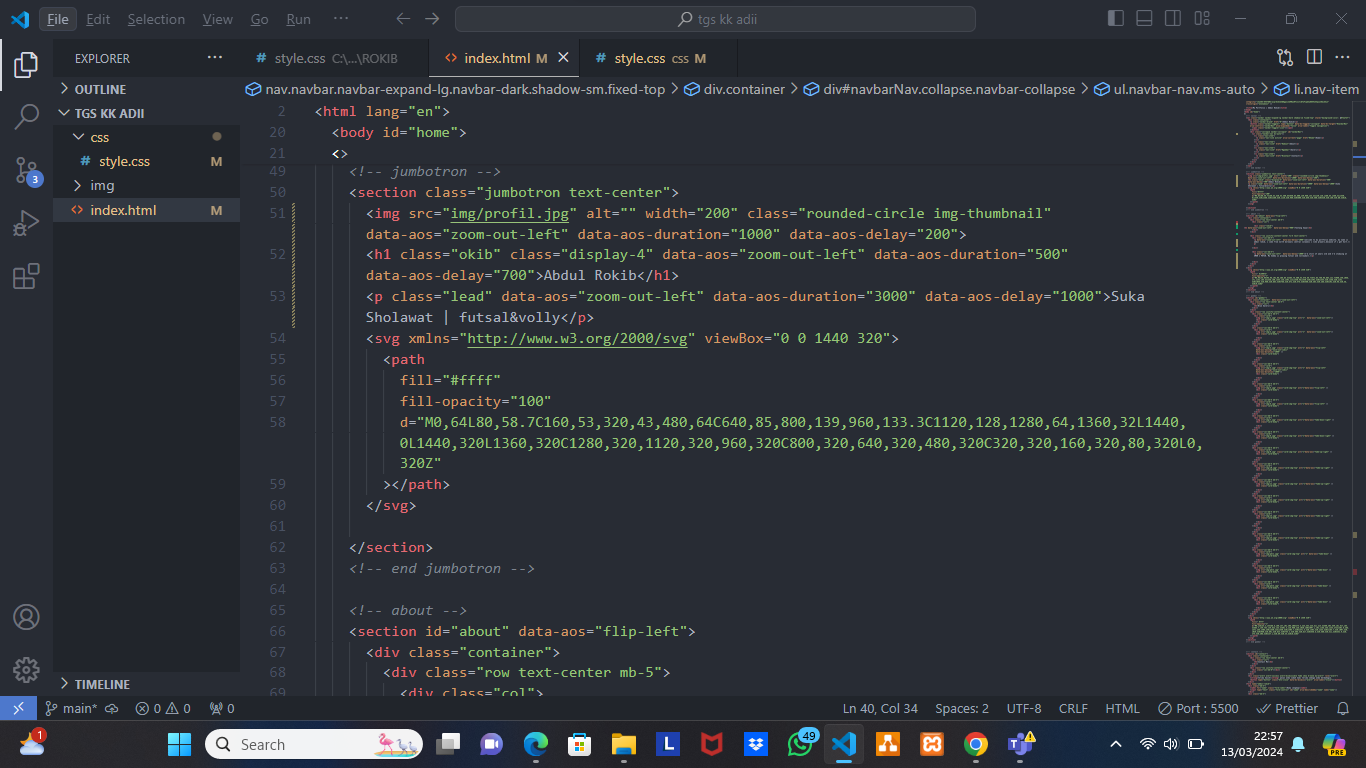 File Edit Selection View Go Run ··· tgs kk adii
EXPLORER ···
style.css C:\...\ROKIB
index.html M
style.css css M
OUTLINE
nav.navbar.navbar-expand-lg.navbar-dark.shadow-sm.fixed-top > div.container > div#navbarNav.collapse.navbar-collapse > ul.navbar-nav.ms-auto > li.nav-item
TGS KK ADII
css
style.css M
img
index.html M
3
2 <html lang="en">
20 <body id="home">
21 <>
49 <!-- jumbotron -->
50 <section class="jumbotron text-center">
51 <img src="img/profil.jpg" alt="" width="200" class="rounded-circle img-thumbnail"
data-aos="zoom-out-left" data-aos-duration="1000" data-aos-delay="200">
52 <h1 class="okib" class="display-4" data-aos="zoom-out-left" data-aos-duration="500"
data-aos-delay="700">Abdul Rokib</h1>
53 <p class="lead" data-aos="zoom-out-left" data-aos-duration="3000" data-aos-delay="1000">Suka
Sholawat | futsal&volly</p>
54 <svg xmlns="http://www.w3.org/2000/svg" viewBox="0 0 1440 320">
55 <path
56 fill="#ffff"
57 fill-opacity="100"
58 d="M0,64L80,58.7C160,53,320,43,480,64C640,85,800,139,960,133.3C1120,128,1280,64,1360,32L1440,
0L1440,320L1360,320C1280,320,1120,320,960,320C800,320,640,320,480,320C320,320,160,320,80,320L0,
320Z"
59 ></path>
60 </svg>
61
62 </section>
63 <!-- end jumbotron -->
64
65 <!-- about -->
66 <section id="about" data-aos="flip-left">
67 <div class="container">
68 <div class="row text-center mb-5">
69 <div class="col">
TIMELINE
main* 0 0 0 Ln 40, Col 34 Spaces: 2 UTF-8 CRLF HTML Port : 5500 Prettier
1 Search L 49 PRE
22:57
13/03/2024